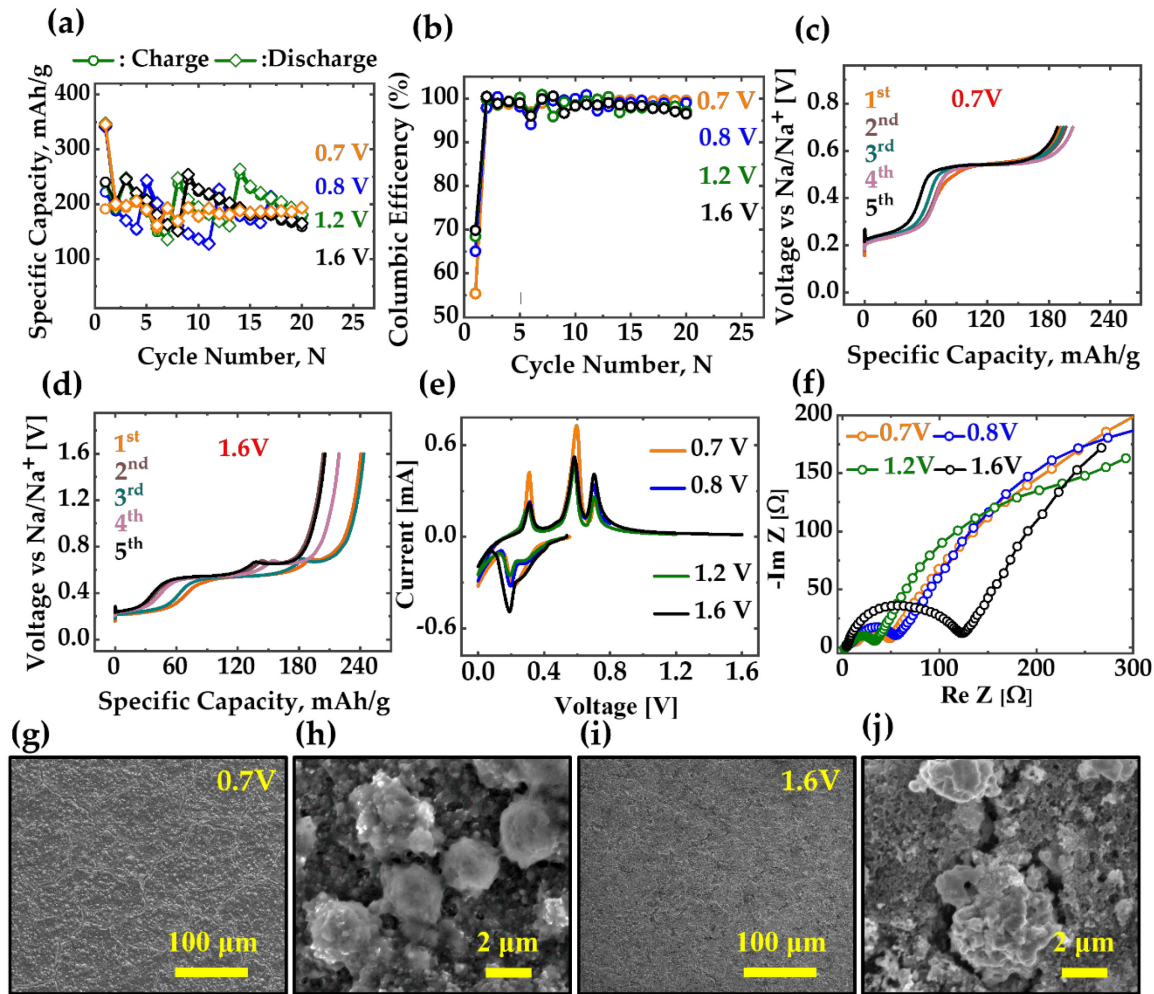 (a)
: Charge :Discharge
Specific Capacity, mAh/g
400
300
200
100
0.7 V
0.8 V
1.2 V
1.6 V
0 5 10 15 20 25
Cycle Number, N
(b)
Columbic Efficency (%)
100
90
80
70
60
50
0.7 V
0.8 V
1.2 V
1.6 V
0 5 10 15 20 25
Cycle Number, N
(c)
Voltage vs Na/Na⁺ [V]
0.8
0.6
0.4
0.2
0.0
1st
2nd
3rd
4th
5th
0.7V
0 60 120 180 240
Specific Capacity, mAh/g
(d)
Voltage vs Na/Na⁺ [V]
1.6
1.2
0.8
0.4
0.0
1st
2nd
3rd
4th
5th
1.6V
0 60 120 180 240
Specific Capacity, mAh/g
(e)
Current [mA]
0.6
0.0
-0.6
0.7 V
0.8 V
1.2 V
1.6 V
0.0 0.4 0.8 1.2 1.6
Voltage [V]
(f)
-Im Z [Ω]
200
150
100
50
0
0.7V 0.8V
1.2V 1.6V
0 100 200 300
Re Z [Ω]
(g)
0.7V
100 μm
(h)
2 μm
(i)
1.6V
100 μm
(j)
2 μm